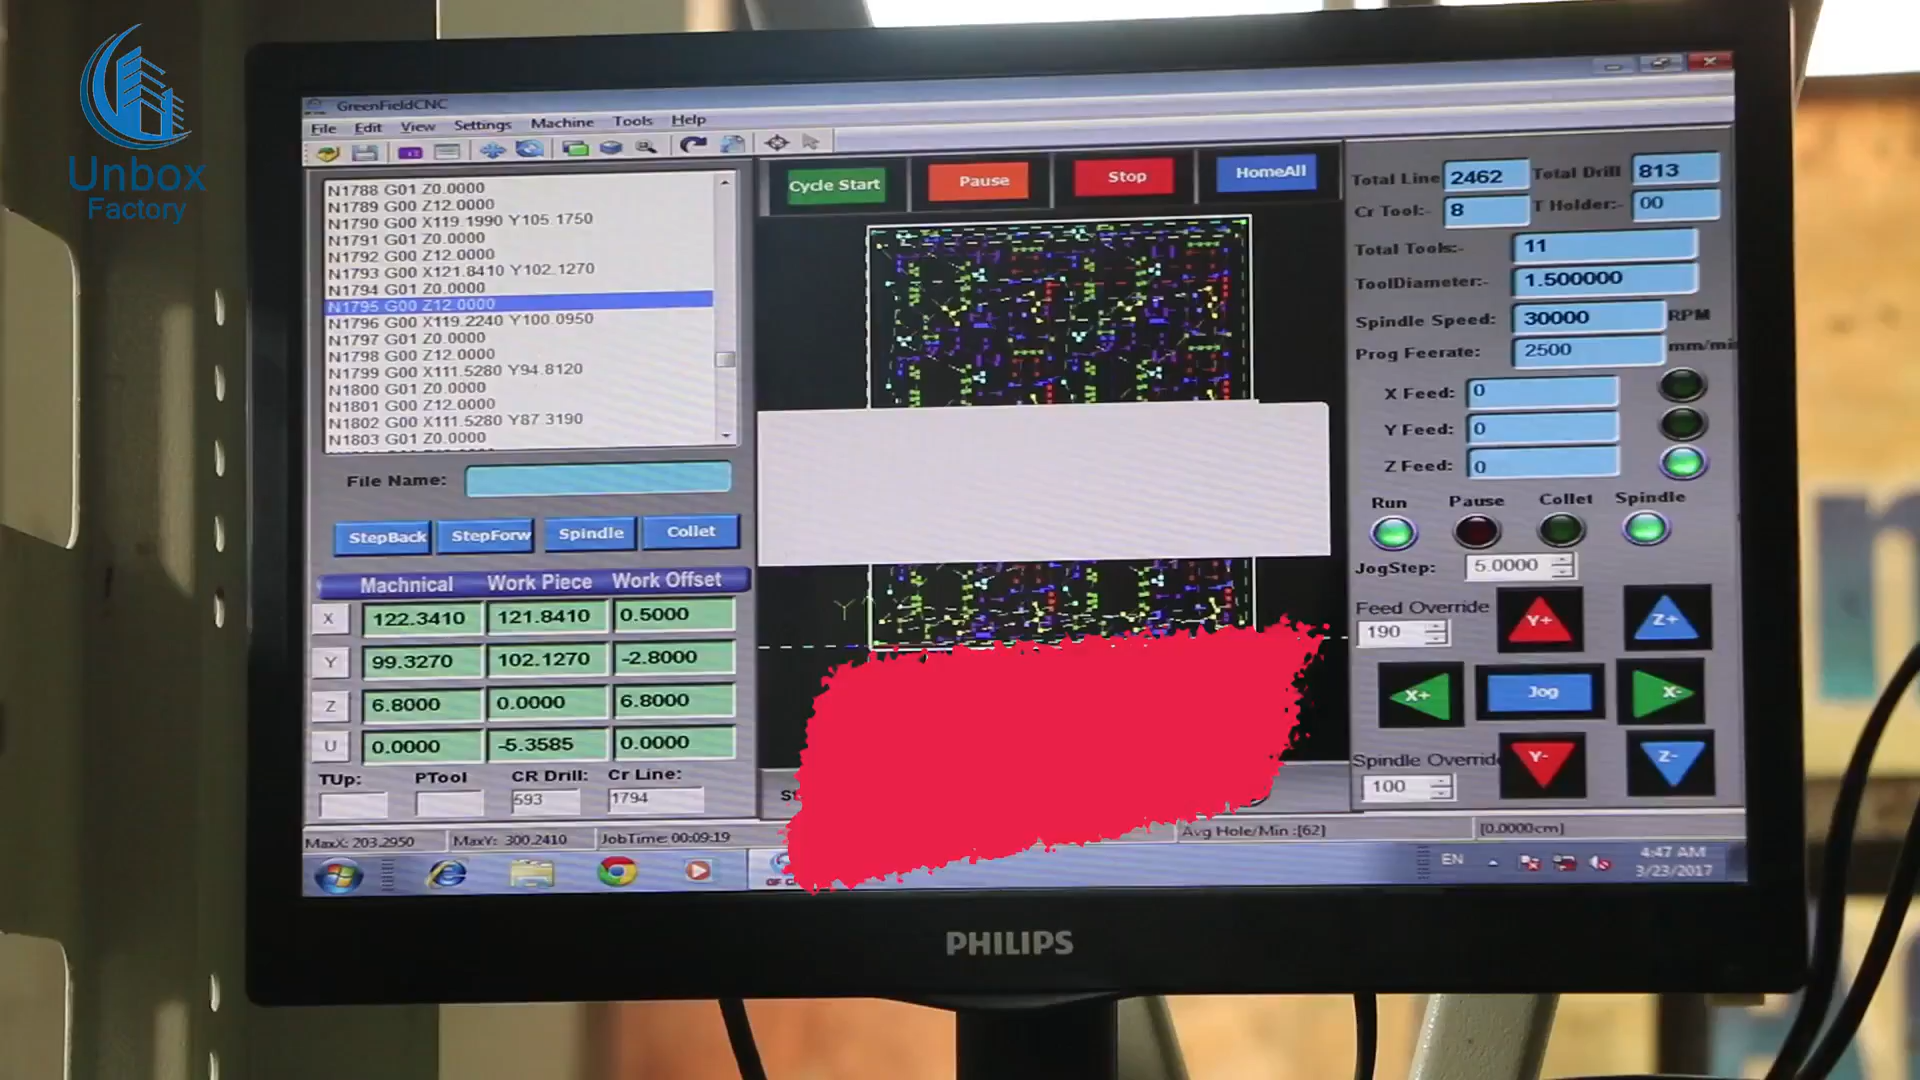 Unbox
Factory
GreenFieldCNC
File Edit View Settings Machine Tools Help
N1788 G01 Z0.0000
N1789 G00 Z12.0000
N1790 G00 X119.1990 Y105.1750
N1791 G01 Z0.0000
N1792 G00 Z12.0000
N1793 G00 X121.8410 Y102.1270
N1794 G01 Z0.0000
N1795 G00 Z12.0000
N1796 G00 X119.2240 Y100.0950
N1797 G01 Z0.0000
N1798 G00 Z12.0000
N1799 G00 X111.5280 Y94.8120
N1800 G01 Z0.0000
N1801 G00 Z12.0000
N1802 G00 X111.5280 Y87.3190
N1803 G01 Z0.0000
File Name:
StepBack StepForw Spindle Collet
Machnical Work Piece Work Offset
X 122.3410 121.8410 0.5000
Y 99.3270 102.1270 -2.8000
Z 6.8000 0.0000 6.8000
U 0.0000 -5.3585 0.0000
TUp: PTool CR Drill: Cr Line:
593 1794
MaxX: 203.2950 MaxY: 300.2410 JobTime: 00:09:19
Cycle Start Pause Stop HomeAll
Y
Avg Hole/Min :[62] [0.0000cm]
Total Line 2462 Total Drill 813
Cr Tool:- 8 T Holder:- 00
Total Tools:- 11
ToolDiameter:- 1.500000
Spindle Speed: 30000 RPM
Prog Feerate: 2500
X Feed: 0
Y Feed: 0
Z Feed: 0
Run Pause Collet Spindle
JogStep: 5.0000
Feed Override
190
Y+ Z+
X+ Jog X-
Spindle Overrid
100
Y- Z-
EN
4:47 AM
3/23/2017
PHILIPS